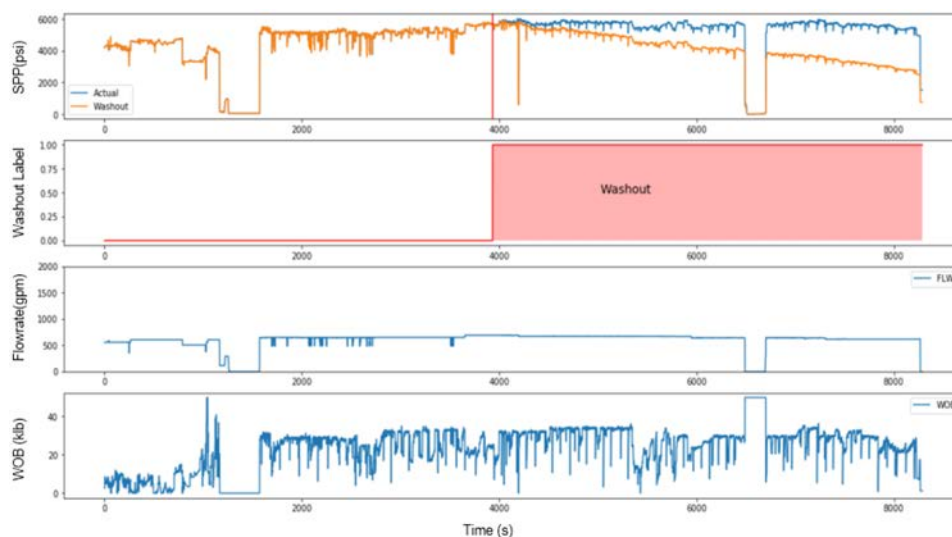 SPP(psi)
6000
4000
2000
0
Actual
Washout
0 2000 4000 6000 8000
Washout Label
1.00
0.75
0.50
0.25
0.00
Washout
0 2000 4000 6000 8000
Flowrate(gpm)
2000
1500
1000
500
0
FLW
0 2000 4000 6000 8000
WOB (klb)
40
20
0
0 2000 4000 6000 8000
Time (s)